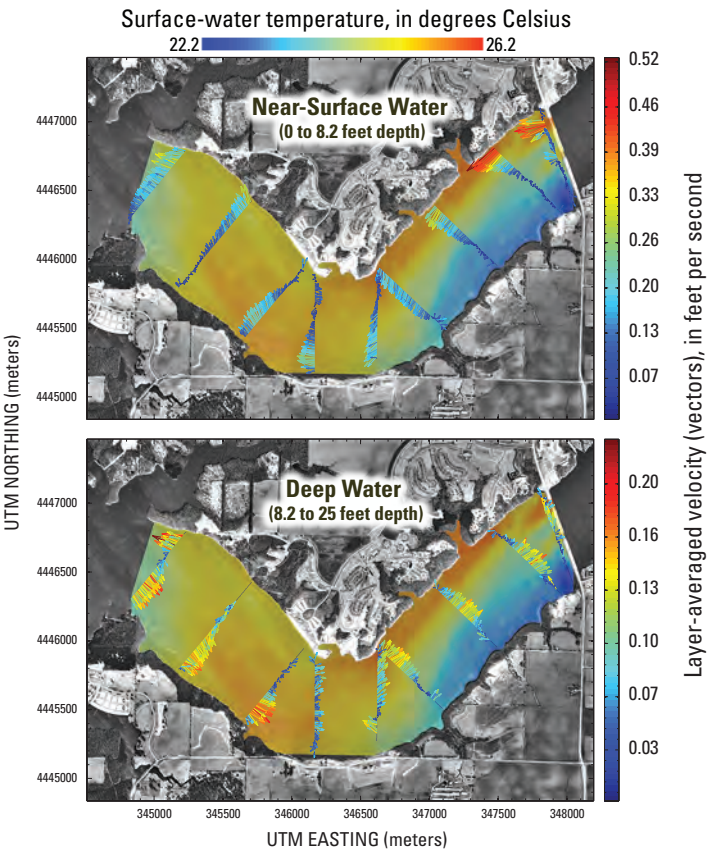 Surface-water temperature, in degrees Celsius
22.2 26.2
Near-Surface Water
(0 to 8.2 feet depth)
4447000
4446500
4446000
4445500
4445000
0.52
0.46
0.39
0.33
0.26
0.20
0.13
0.07
Deep Water
(8.2 to 25 feet depth)
4447000
4446500
4446000
4445500
4445000
0.20
0.16
0.13
0.10
0.07
0.03
UTM NORTHING (meters)
Layer-averaged velocity (vectors), in feet per second
345000 345500 346000 346500 347000 347500 348000
UTM EASTING (meters)